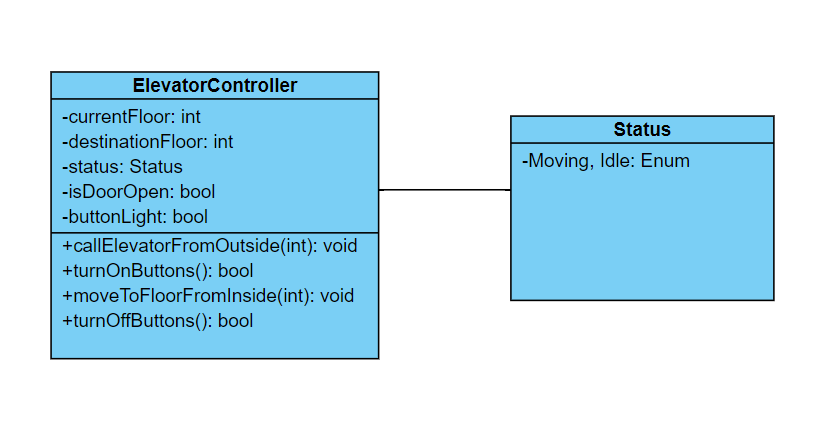 ElevatorController
-currentFloor: int
-destinationFloor: int
-status: Status
-isDoorOpen: bool
-buttonLight: bool
+callElevatorFromOutside(int): void
+turnOnButtons(): bool
+moveToFloorFromInside(int): void
+turnOffButtons(): bool
Status
-Moving, Idle: Enum